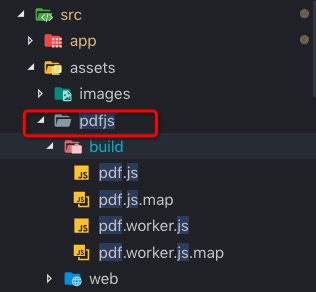 src
app
assets
images
pdfjs
build
JS pdf.js
JS pdf.js.map
JS pdf.worker.js
JS pdf.worker.js.map
web